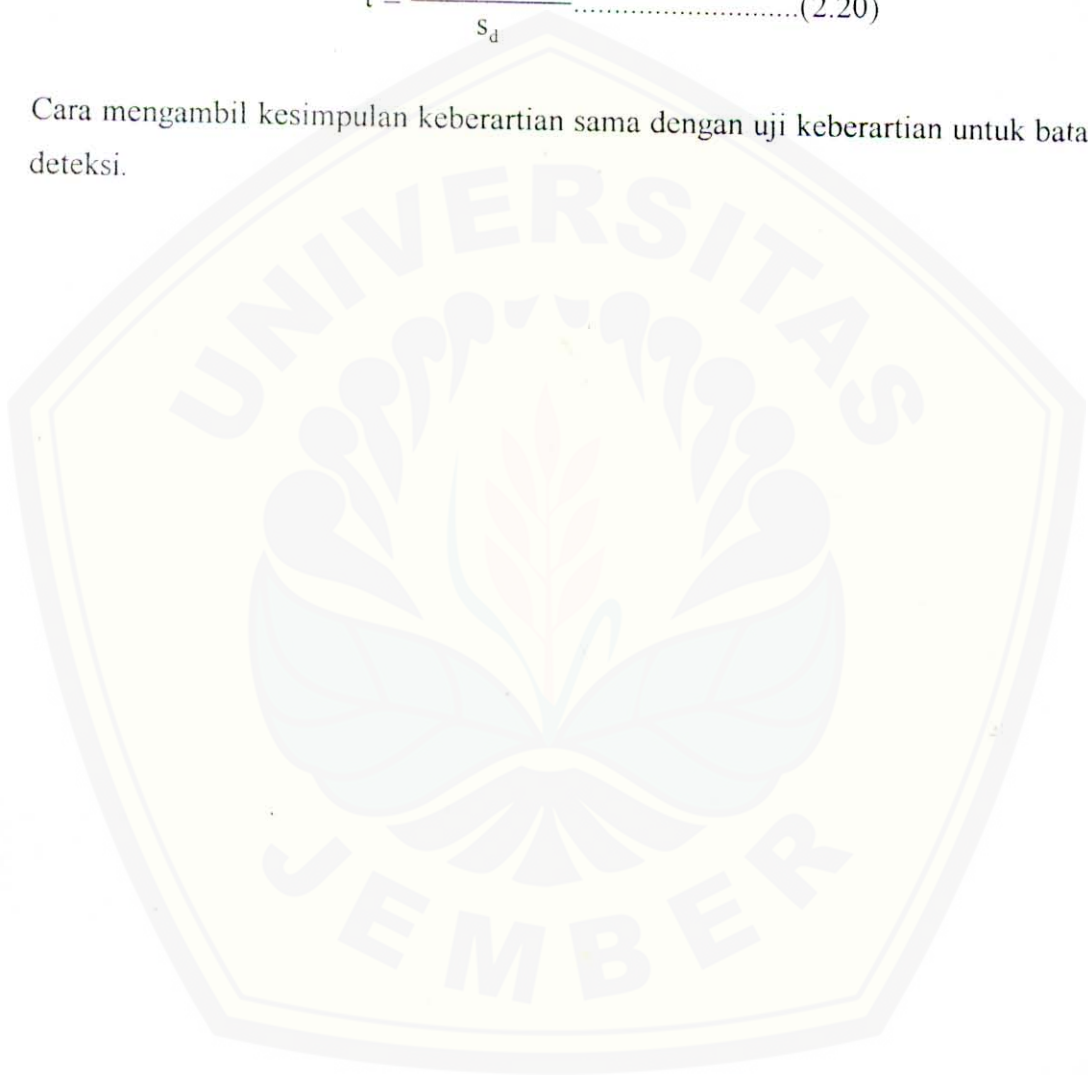 t = S_d ............................(2.20)
Cara mengambil kesimpulan keberartian sama dengan uji keberartian untuk bata
deteksi.
UNIVERSITAS
JEMBER